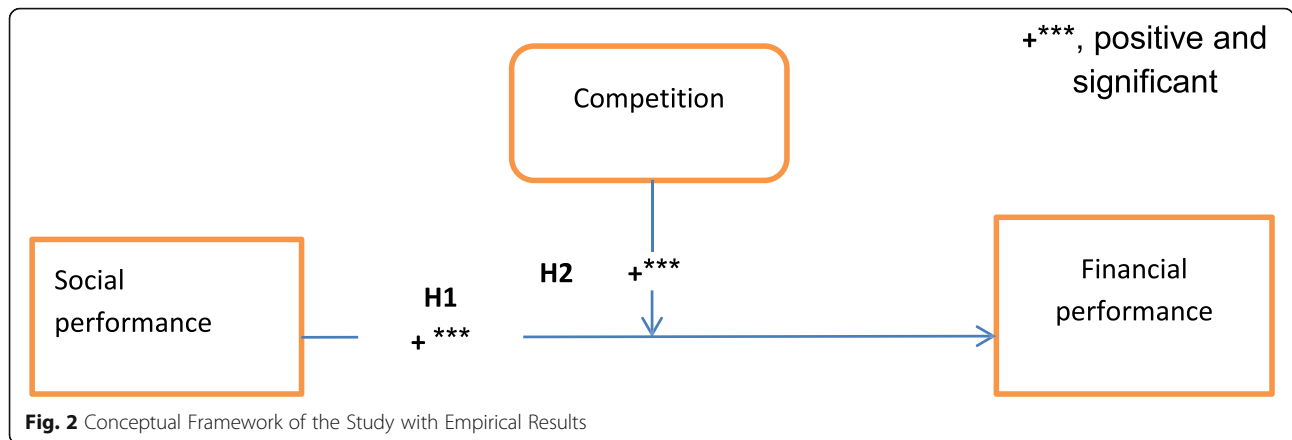 +***, positive and
significant
Competition
H2 +***
Social
performance
H1
+ ***
Financial
performance
Fig. 2 Conceptual Framework of the Study with Empirical Results